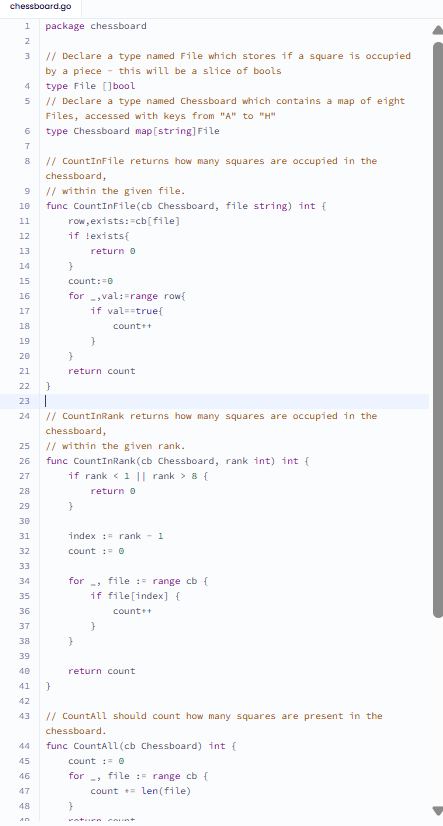 chessboard.go
1 package chessboard
2
3 // Declare a type named File which stores if a square is occupied
by a piece - this will be a slice of bools
4 type File []bool
5 // Declare a type named Chessboard which contains a map of eight
Files, accessed with keys from "A" to "H"
6 type Chessboard map[string]File
7
8 // CountInFile returns how many squares are occupied in the
chessboard,
9 // within the given file.
10 func CountInFile(cb Chessboard, file string) int {
11     row,exists:=cb[file]
12     if !exists{
13         return 0
14     }
15     count:=0
16     for _,val:=range row{
17         if val==true{
18             count++
19         }
20     }
21     return count
22 }
23
24 // CountInRank returns how many squares are occupied in the
chessboard,
25 // within the given rank.
26 func CountInRank(cb Chessboard, rank int) int {
27     if rank < 1 || rank > 8 {
28         return 0
29     }
30
31     index := rank - 1
32     count := 0
33
34     for _, file := range cb {
35         if file[index] {
36             count++
37         }
38     }
39
40     return count
41 }
42
43 // CountAll should count how many squares are present in the
chessboard.
44 func CountAll(cb Chessboard) int {
45     count := 0
46     for _, file := range cb {
47         count += len(file)
48     }
49     return count